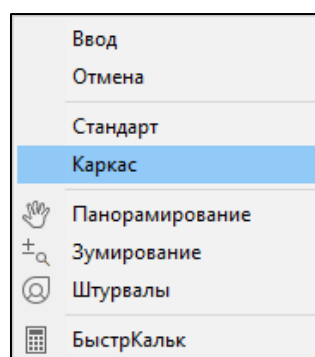 Ввод
Отмена
Стандарт
Каркас
Панорамирование
Зумирование
Штурвалы
БыстрКальк